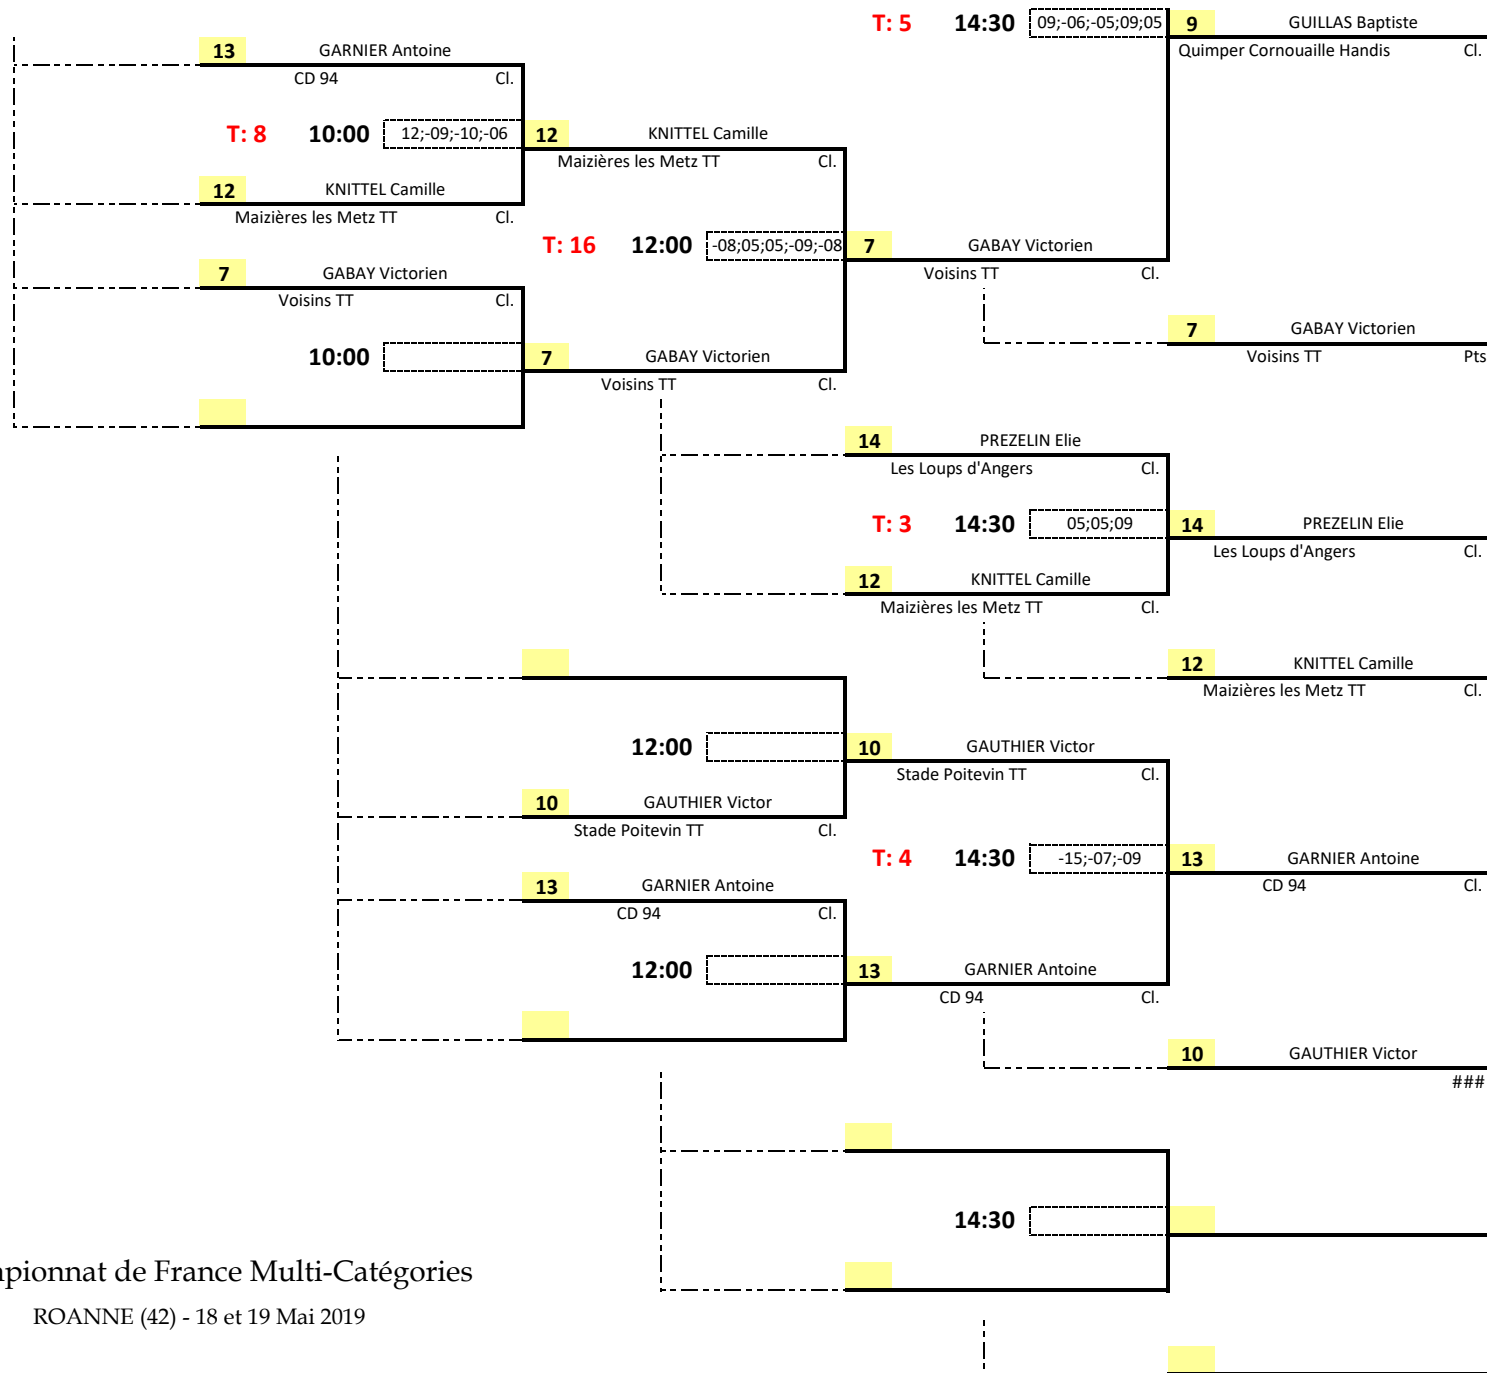 T: 5 14:30 09;-06;-05;09;05 9 GUILLAS Baptiste
Quimper Cornouaille Handis Cl.
13 GARNIER Antoine
CD 94 Cl.
T: 8 10:00 12;-09;-10;-06 12 KNITTEL Camille
Maizières les Metz TT Cl.
12 KNITTEL Camille
Maizières les Metz TT Cl.
T: 16 12:00 -08;05;05;-09;-08 7 GABAY Victorien
Voisins TT Cl.
7 GABAY Victorien
Voisins TT Cl.
7 GABAY Victorien
Voisins TT Pts
10:00 7 GABAY Victorien
Voisins TT Cl.
14 PREZELIN Elie
Les Loups d'Angers Cl.
T: 3 14:30 05;05;09 14 PREZELIN Elie
Les Loups d'Angers Cl.
12 KNITTEL Camille
Maizières les Metz TT Cl.
12 KNITTEL Camille
Maizières les Metz TT Cl.
12:00 10 GAUTHIER Victor
Stade Poitevin TT Cl.
10 GAUTHIER Victor
Stade Poitevin TT Cl.
T: 4 14:30 -15;-07;-09 13 GARNIER Antoine
CD 94 Cl.
13 GARNIER Antoine
CD 94 Cl.
12:00 13 GARNIER Antoine
CD 94 Cl.
10 GAUTHIER Victor
###
14:30
pionnat de France Multi-Catégories
ROANNE (42) - 18 et 19 Mai 2019